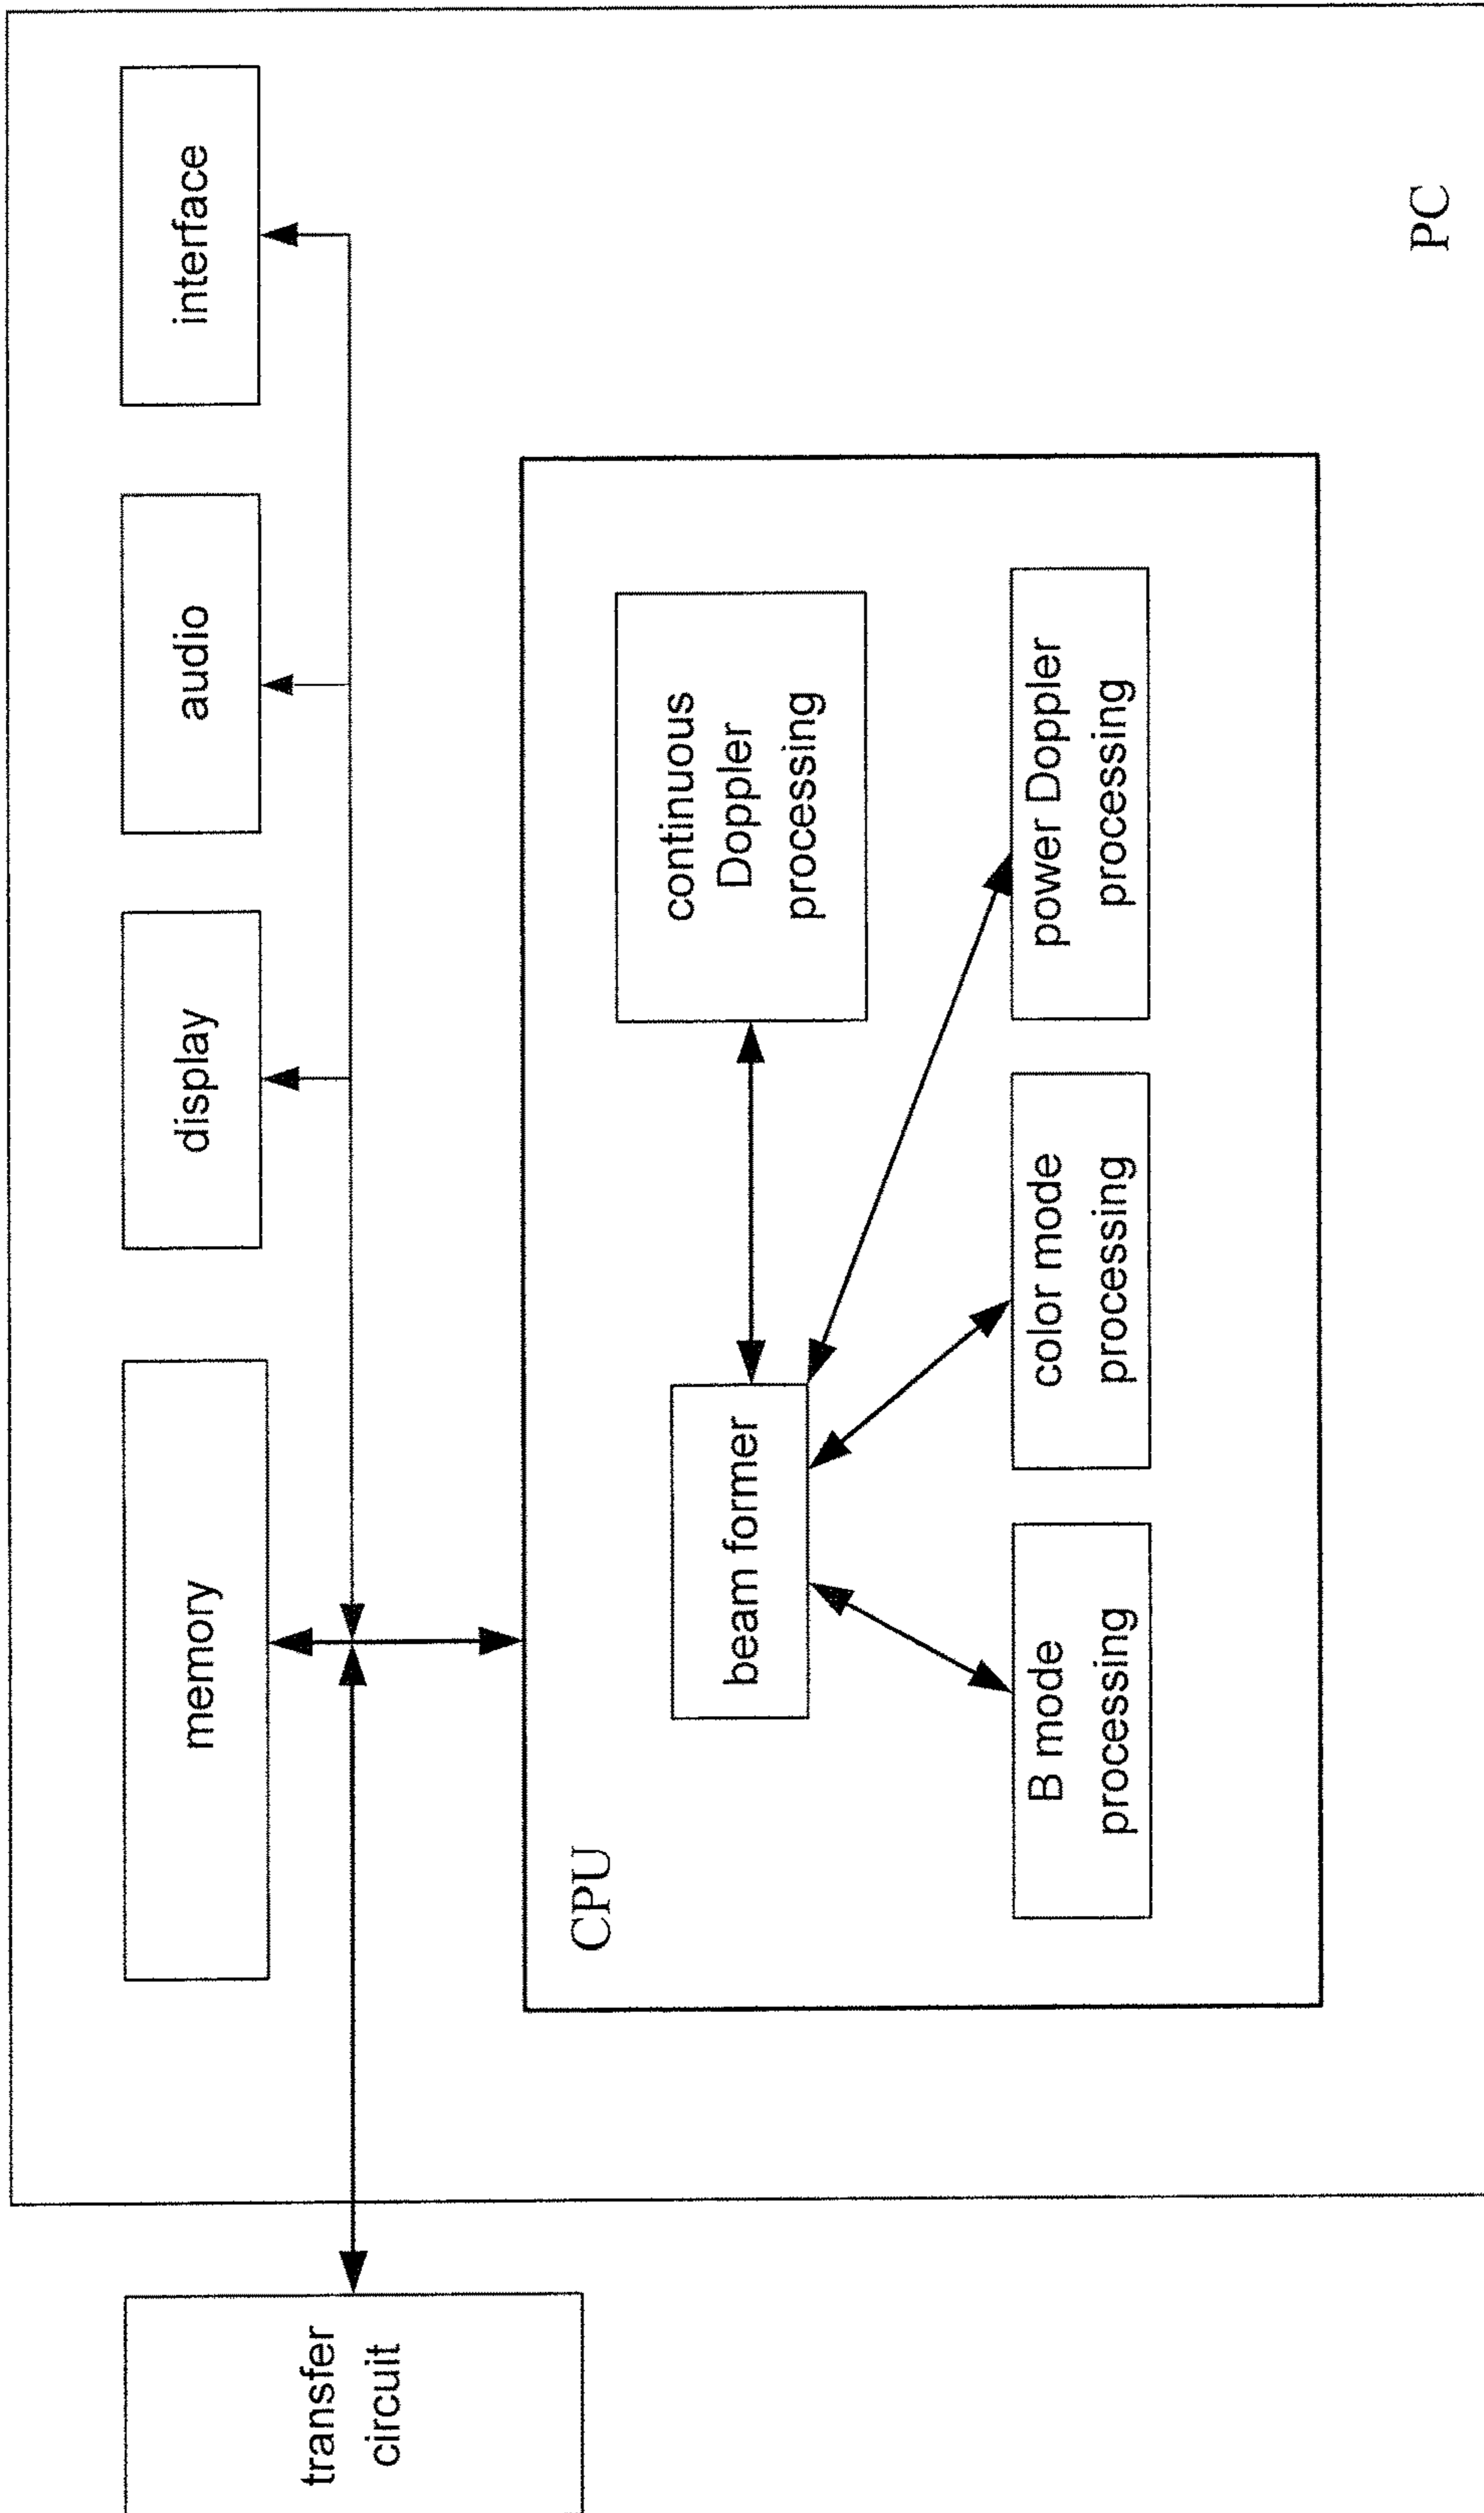 transfer
circuit
memory
display
audio
interface
CPU
beam former
continuous
Doppler
processing
B mode
processing
color mode
processing
power Doppler
processing
PC